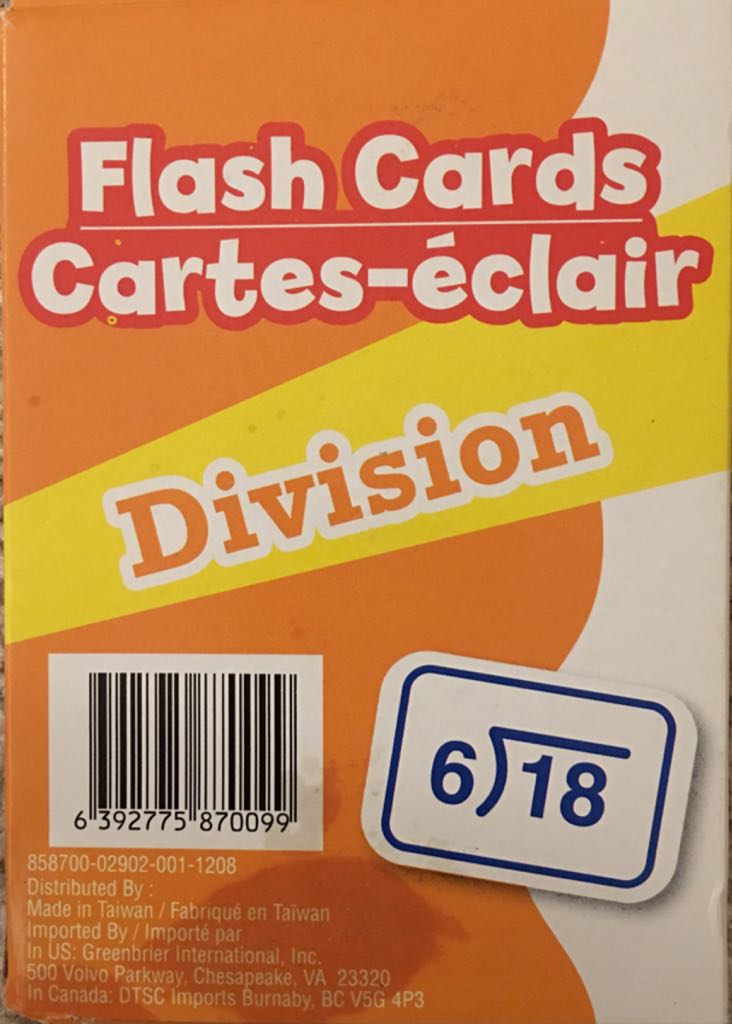 Flash Cards
Cartes-éclair
Division
6)18
6 392775 870099
858700-02902-001-1208
Distributed By :
Made in Taiwan / Fabriqué en Taïwan
Imported By / Importé par
In US: Greenbrier International, Inc.
500 Volvo Parkway, Chesapeake, VA 23320
In Canada: DTSC Imports Burnaby, BC V5G 4P3